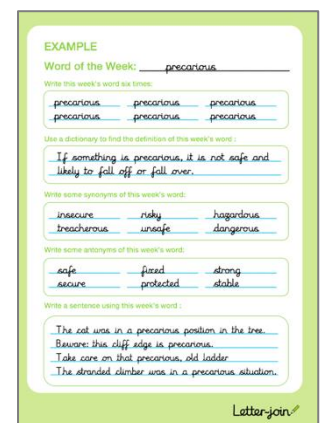 EXAMPLE
Word of the Week: precarious
Write this week's word six times:
precarious precarious precarious
precarious precarious precarious
Use a dictionary to find the definition of this week's word :
If something is precarious, it is not safe and
likely to fall off or fall over.
Write some synonyms of this week's word:
insecure risky hazardous
treacherous unsafe dangerous
Write some antonyms of this week's word:
safe fixed strong
secure protected stable
Write a sentence using this week's word :
The cat was in a precarious position in the tree.
Beware: this cliff edge is precarious.
Take care on that precarious, old ladder
The stranded climber was in a precarious situation.
Letter-join